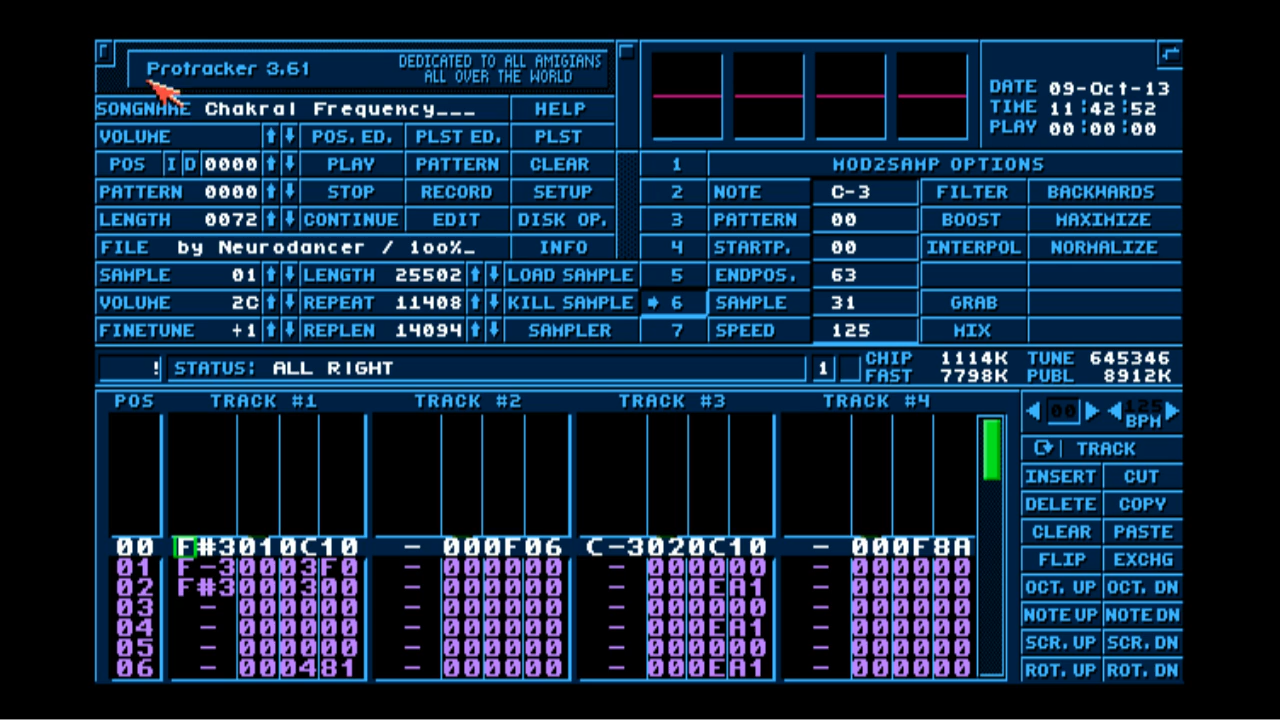 Protracker 3.61 DEDICATED TO ALL AMIGIANS
ALL OVER THE WORLD
SONGNAME Chakral Frequency___ HELP
VOLUME POS. ED. PLST ED. PLST
POS I D 0000 PLAY PATTERN CLEAR
PATTERN 0000 STOP RECORD SETUP
LENGTH 0072 CONTINUE EDIT DISK OP.
FILE by Neurodancer / 1oo%_ INFO
SAMPLE 01 LENGTH 25502 LOAD SAMPLE
VOLUME 2C REPEAT 11408 KILL SAMPLE
FINETUNE +1 REPLEN 14094 SAMPLER
DATE 09-Oct-13
TIME 11:42:52
PLAY 00:00:00
1 MOD2SAMP OPTIONS
2 NOTE C-3 FILTER BACKWARDS
3 PATTERN 00 BOOST MAXIMIZE
4 STARTP. 00 INTERPOL NORMALIZE
5 ENDPOS. 63
6 SAMPLE 31 GRAB
7 SPEED 125 MIX
! STATUS: ALL RIGHT 1 CHIP 1114K TUNE 645346
FAST 7798K PUBL 8912K
POS TRACK #1 TRACK #2 TRACK #3 TRACK #4
00 F#3010C10 - 000F06 C-3020C10 - 000F8A
01 F-30003F0 - 000000 - 000000 - 000000
02 F#3000300 - 000000 - 000EA1 - 000000
03 - 000000 - 000000 - 000000 - 000000
04 - 000000 - 000000 - 000EA1 - 000000
05 - 000000 - 000000 - 000000 - 000000
06 - 000481 - 000000 - 000EA1 - 000000
00 125
BPM
TRACK
INSERT CUT
DELETE COPY
CLEAR PASTE
FLIP EXCHG
OCT. UP OCT. DN
NOTE UP NOTE DN
SCR. UP SCR. DN
ROT. UP ROT. DN